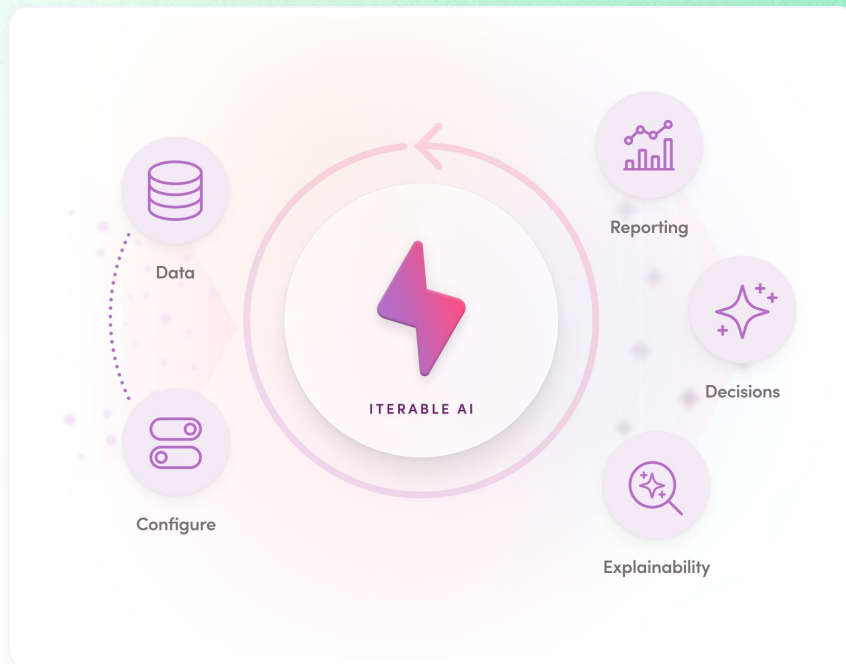 Reporting
Data
Decisions
ITERABLE AI
Configure
Explainability